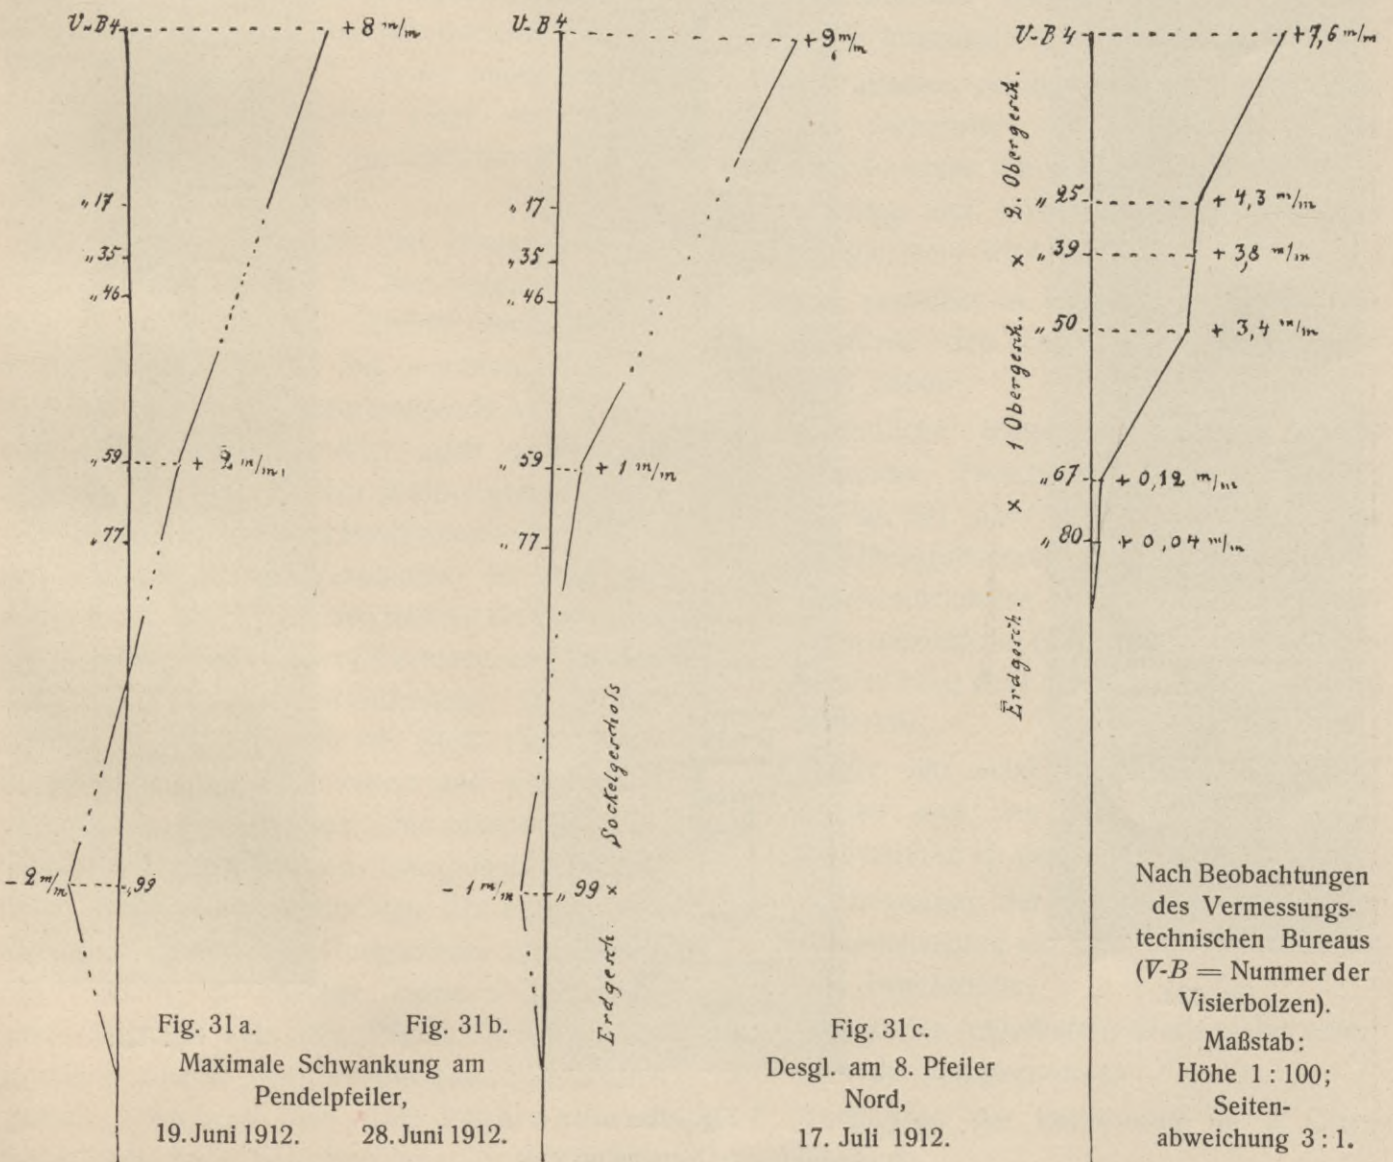 V-B 4 + 8 m/m
„ 17
„ 35
„ 46
„ 59 + 2 m/m
„ 77
- 2 m/m „ 99
V-B 4 + 9 m/m
„ 17
„ 35
„ 46
„ 59 + 1 m/m
„ 77
- 1 m/m „ 99
Erdgesch. × Sockelgeschoß
V-B 4 + 7,6 m/m
„ 25 + 4,3 m/m
„ 39 + 3,8 m/m
„ 50 + 3,4 m/m
„ 67 + 0,12 m/m
„ 80 + 0,04 m/m
Erdgesch. × 1 Obergesch. × 2. Obergesch.
Fig. 31a. Fig. 31b.
Maximale Schwankung am
Pendelpfeiler,
19. Juni 1912. 28. Juni 1912.
Fig. 31c.
Desgl. am 8. Pfeiler
Nord,
17. Juli 1912.
Nach Beobachtungen
des Vermessungs-
technischen Bureaus
(V-B = Nummer der
Visierbolzen).
Maßstab:
Höhe 1 : 100;
Seiten-
abweichung 3 : 1.